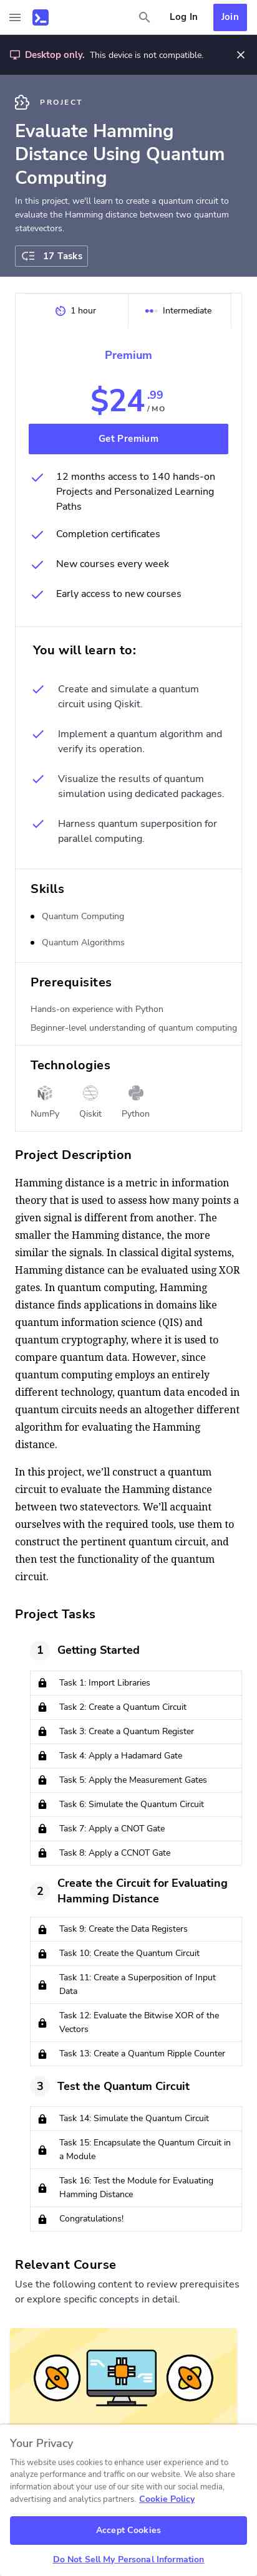 Log In
Join
Desktop only. This device is not compatible.
PROJECT
Evaluate Hamming
Distance Using Quantum
Computing
In this project, we'll learn to create a quantum circuit to
evaluate the Hamming distance between two quantum
statevectors.
17 Tasks
1 hour
Intermediate
Premium
$24.99
/ MO
Get Premium
12 months access to 140 hands-on
Projects and Personalized Learning
Paths
Completion certificates
New courses every week
Early access to new courses
You will learn to:
Create and simulate a quantum
circuit using Qiskit.
Implement a quantum algorithm and
verify its operation.
Visualize the results of quantum
simulation using dedicated packages.
Harness quantum superposition for
parallel computing.
Skills
Quantum Computing
Quantum Algorithms
Prerequisites
Hands-on experience with Python
Beginner-level understanding of quantum computing
Technologies
NumPy
Qiskit
Python
Project Description
Hamming distance is a metric in information
theory that is used to assess how many points a
given signal is different from another. The
smaller the Hamming distance, the more
similar the signals. In classical digital systems,
Hamming distance can be evaluated using XOR
gates. In quantum computing, Hamming
distance finds applications in domains like
quantum information science (QIS) and
quantum cryptography, where it is used to
compare quantum data. However, since
quantum computing employs an entirely
different technology, quantum data encoded in
quantum circuits needs an altogether different
algorithm for evaluating the Hamming
distance.
In this project, we’ll construct a quantum
circuit to evaluate the Hamming distance
between two statevectors. We’ll acquaint
ourselves with the required tools, use them to
construct the pertinent quantum circuit, and
then test the functionality of the quantum
circuit.
Project Tasks
1
Getting Started
Task 1: Import Libraries
Task 2: Create a Quantum Circuit
Task 3: Create a Quantum Register
Task 4: Apply a Hadamard Gate
Task 5: Apply the Measurement Gates
Task 6: Simulate the Quantum Circuit
Task 7: Apply a CNOT Gate
Task 8: Apply a CCNOT Gate
2
Create the Circuit for Evaluating
Hamming Distance
Task 9: Create the Data Registers
Task 10: Create the Quantum Circuit
Task 11: Create a Superposition of Input
Data
Task 12: Evaluate the Bitwise XOR of the
Vectors
Task 13: Create a Quantum Ripple Counter
3
Test the Quantum Circuit
Task 14: Simulate the Quantum Circuit
Task 15: Encapsulate the Quantum Circuit in
a Module
Task 16: Test the Module for Evaluating
Hamming Distance
Congratulations!
Relevant Course
Use the following content to review prerequisites
or explore specific concepts in detail.
Your Privacy
This website uses cookies to enhance user experience and to
analyze performance and traffic on our website. We also share
information about your use of our site with our social media,
advertising, and analytics partners. Cookie Policy
Accept Cookies
Do Not Sell My Personal Information